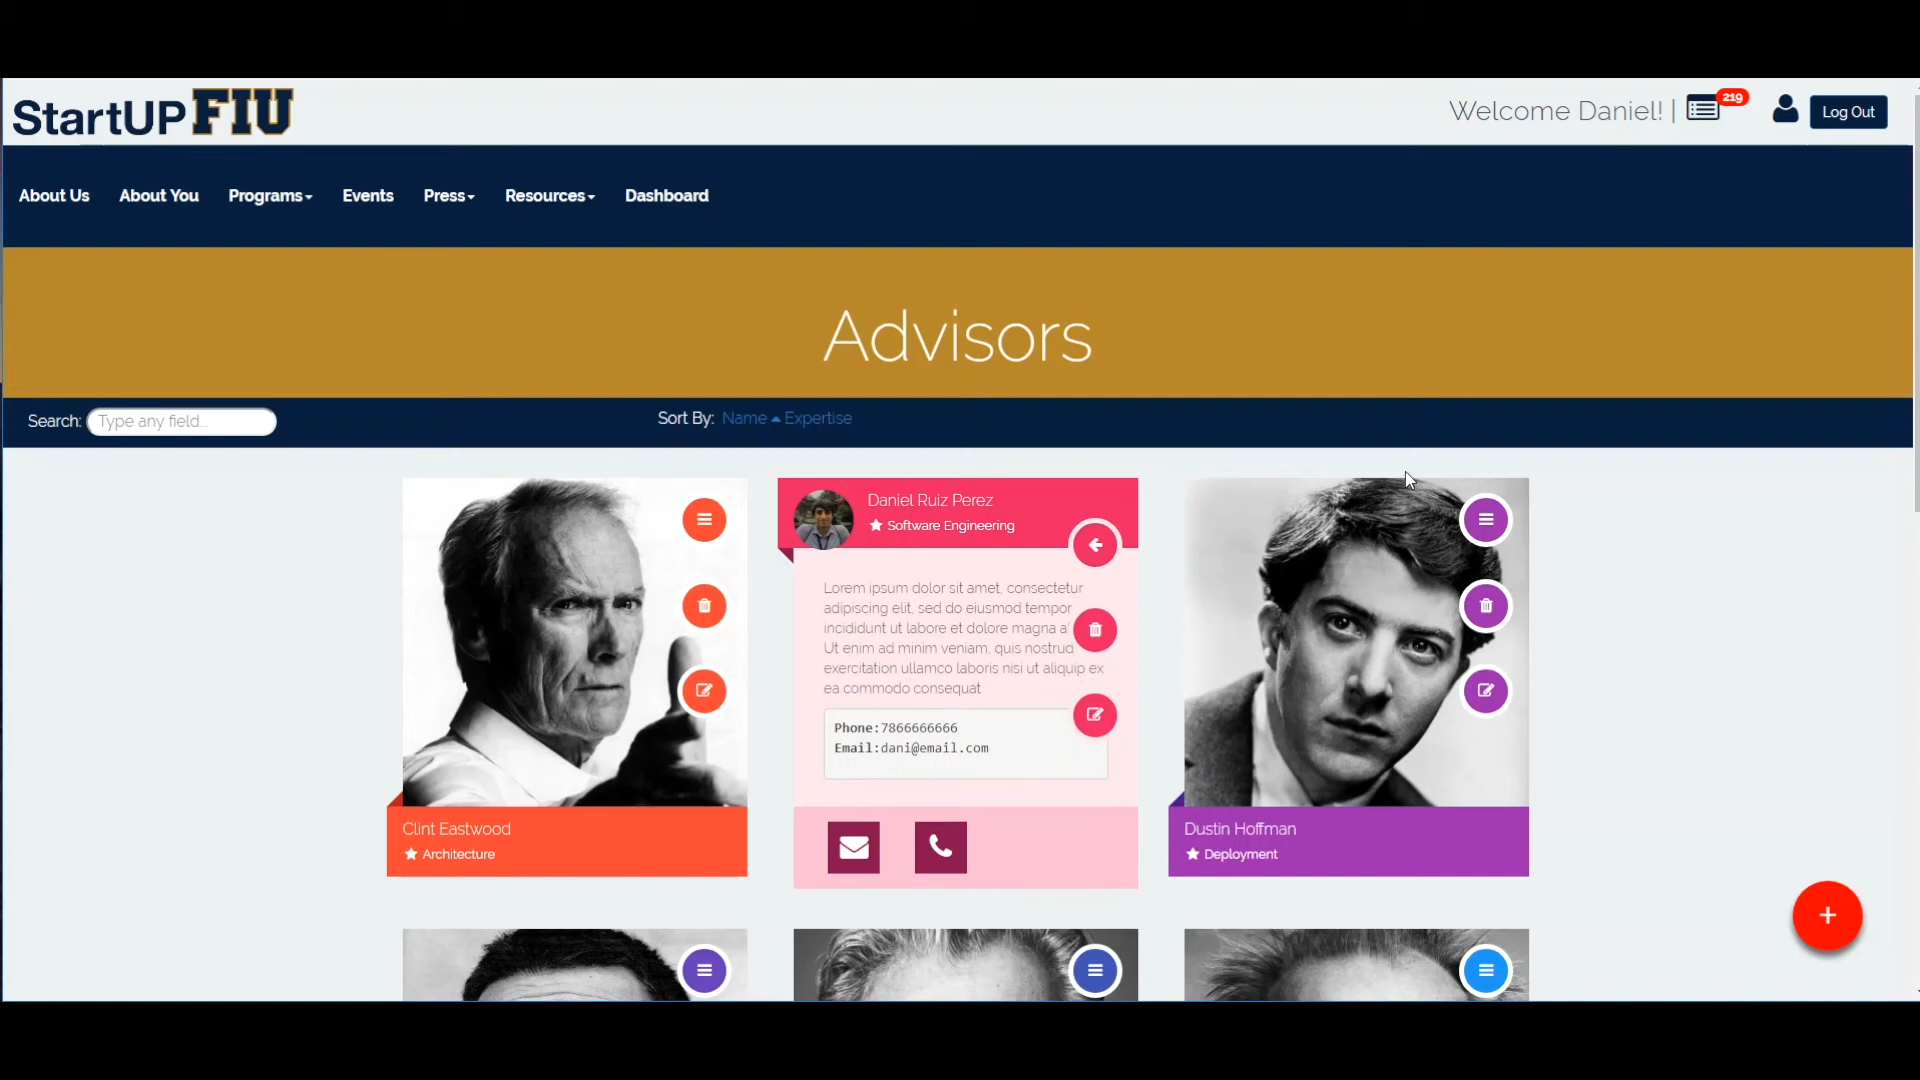 StartUP FIU
Welcome Daniel! | 219 Log Out
About Us About You Programs Events Press Resources Dashboard
Advisors
Search: Type any field... Sort By: Name Expertise
Daniel Ruiz Perez
Software Engineering
Lorem ipsum dolor sit amet, consectetur
adipiscing elit, sed do eiusmod tempor
incididunt ut labore et dolore magna
Ut enim ad minim veniam, quis nostrud
exercitation ullamco laboris nisi ut aliquip ex
ea commodo consequat
Phone:7866666666
Email:dani@email.com
Clint Eastwood
Architecture
Dustin Hoffman
Deployment
+